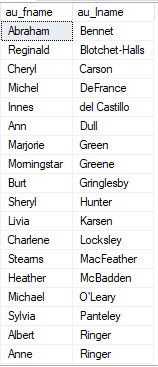 au_fname au_lname
Abraham Bennet
Reginald Blotchet-Halls
Cheryl Carson
Michel DeFrance
Innes del Castillo
Ann Dull
Marjorie Green
Morningstar Greene
Burt Gringlesby
Sheryl Hunter
Livia Karsen
Charlene Locksley
Stearns MacFeather
Heather McBadden
Michael O'Leary
Sylvia Panteley
Albert Ringer
Anne Ringer